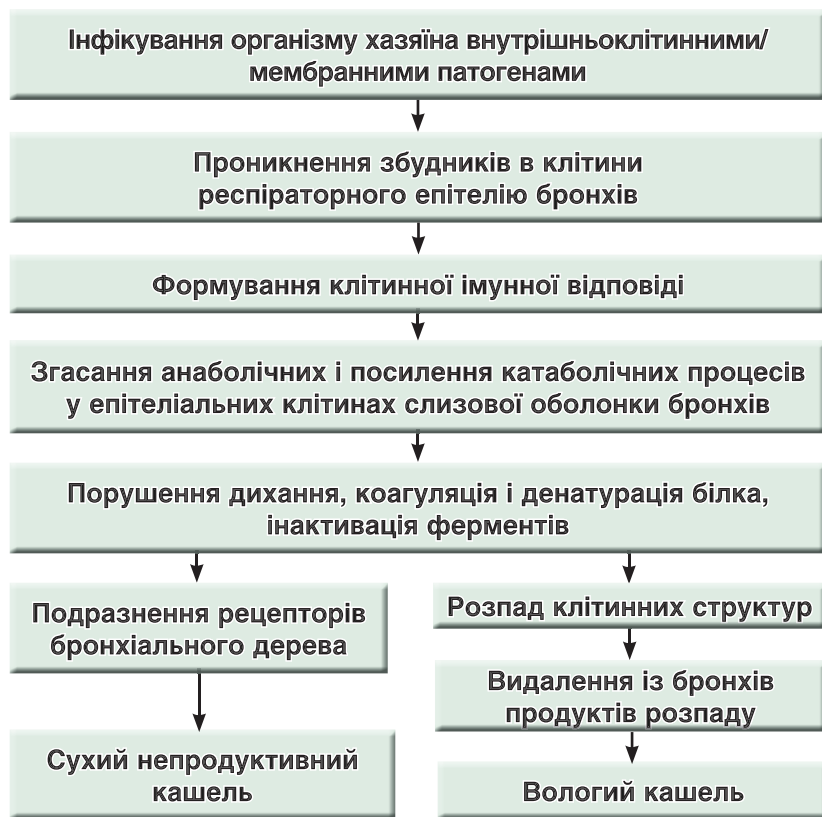 Інфікування організму хазяїна внутрішньоклітинними/
мембранними патогенами
Проникнення збудників в клітини
респіраторного епітелію бронхів
Формування клітинної імунної відповіді
Згасання анаболічних і посилення катаболічних процесів
у епітеліальних клітинах слизової оболонки бронхів
Порушення дихання, коагуляція і денатурація білка,
інактивація ферментів
Подразнення рецепторів
бронхіального дерева
Сухий непродуктивний
кашель
Розпад клітинних структур
Видалення із бронхів
продуктів розпаду
Вологий кашель